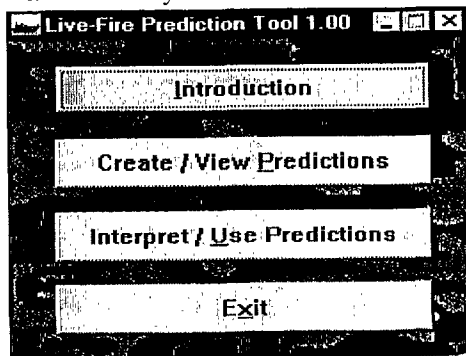 Live-Fire Prediction Tool 1.00
Introduction
Create / View Predictions
Interpret / Use Predictions
Exit